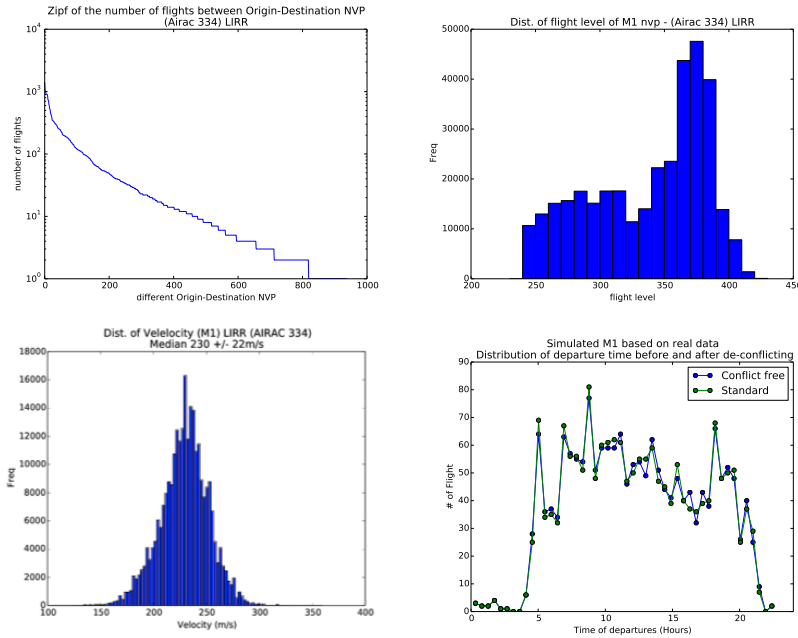 Zipf of the number of flights between Origin-Destination NVP
(Airac 334) LIRR
10^4
10^3
10^2
10^1
10^0
number of flights
0 200 400 600 800 1000
different Origin-Destination NVP
Dist. of flight level of M1 nvp - (Airac 334) LIRR
50000
40000
30000
20000
10000
0
Freq
200 250 300 350 400 450
flight level
Dist. of Velelocity (M1) LIRR (AIRAC 334)
Median 230 +/- 22m/s
18000
16000
14000
12000
10000
8000
6000
4000
2000
0
Freq
100 150 200 250 300 350 400
Velocity (m/s)
Simulated M1 based on real data
Distribution of departure time before and after de-conflicting
90
80
70
60
50
40
30
20
10
0
# of Flight
Conflict free
Standard
0 5 10 15 20
Time of departures (Hours)